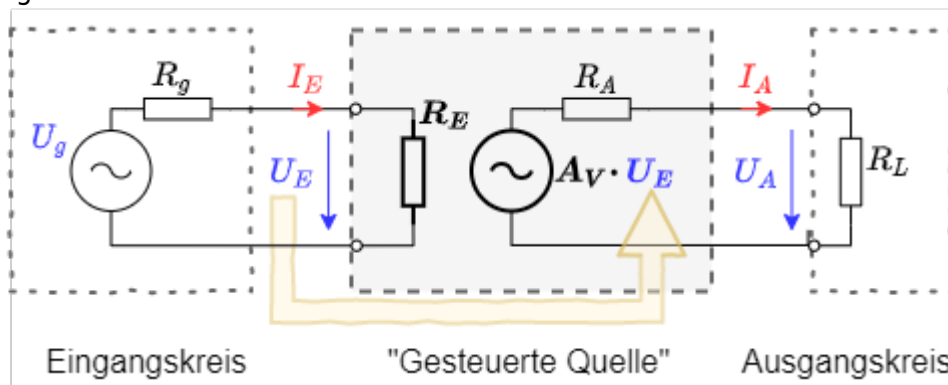 g
R_g I_E R_E R_A I_A
U_g U_E A_V · U_E U_A R_L
Eingangskreis "Gesteuerte Quelle" Ausgangskreis